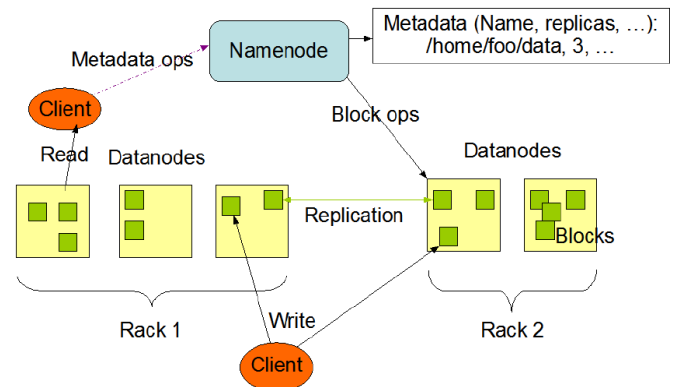 Metadata (Name, replicas, …):
/home/foo/data, 3, …
Namenode
Metadata ops
Client
Block ops
Read
Datanodes
Datanodes
Replication
Blocks
Rack 1
Write
Rack 2
Client